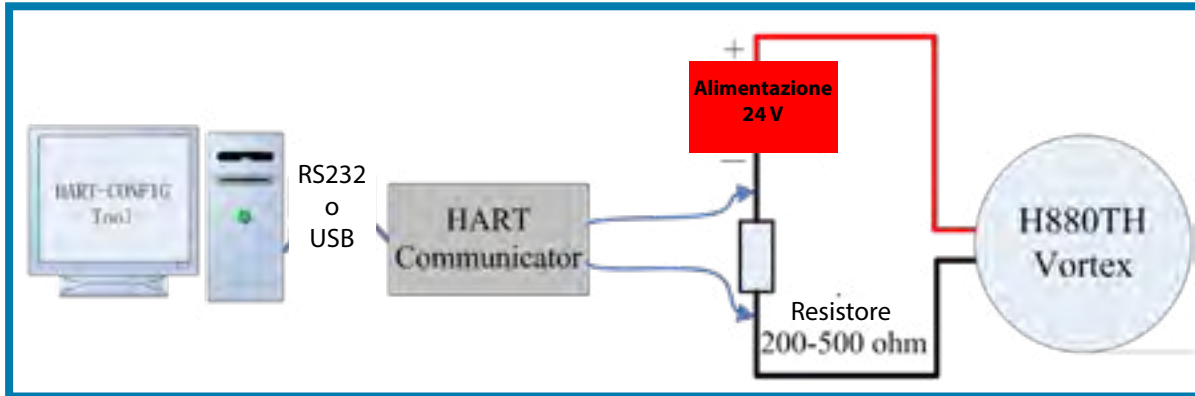 HART-CONFIG
Tool
RS232
o
USB
HART
Communicator
+
Alimentazione
24 V
—
Resistore
200-500 ohm
H880TH
Vortex